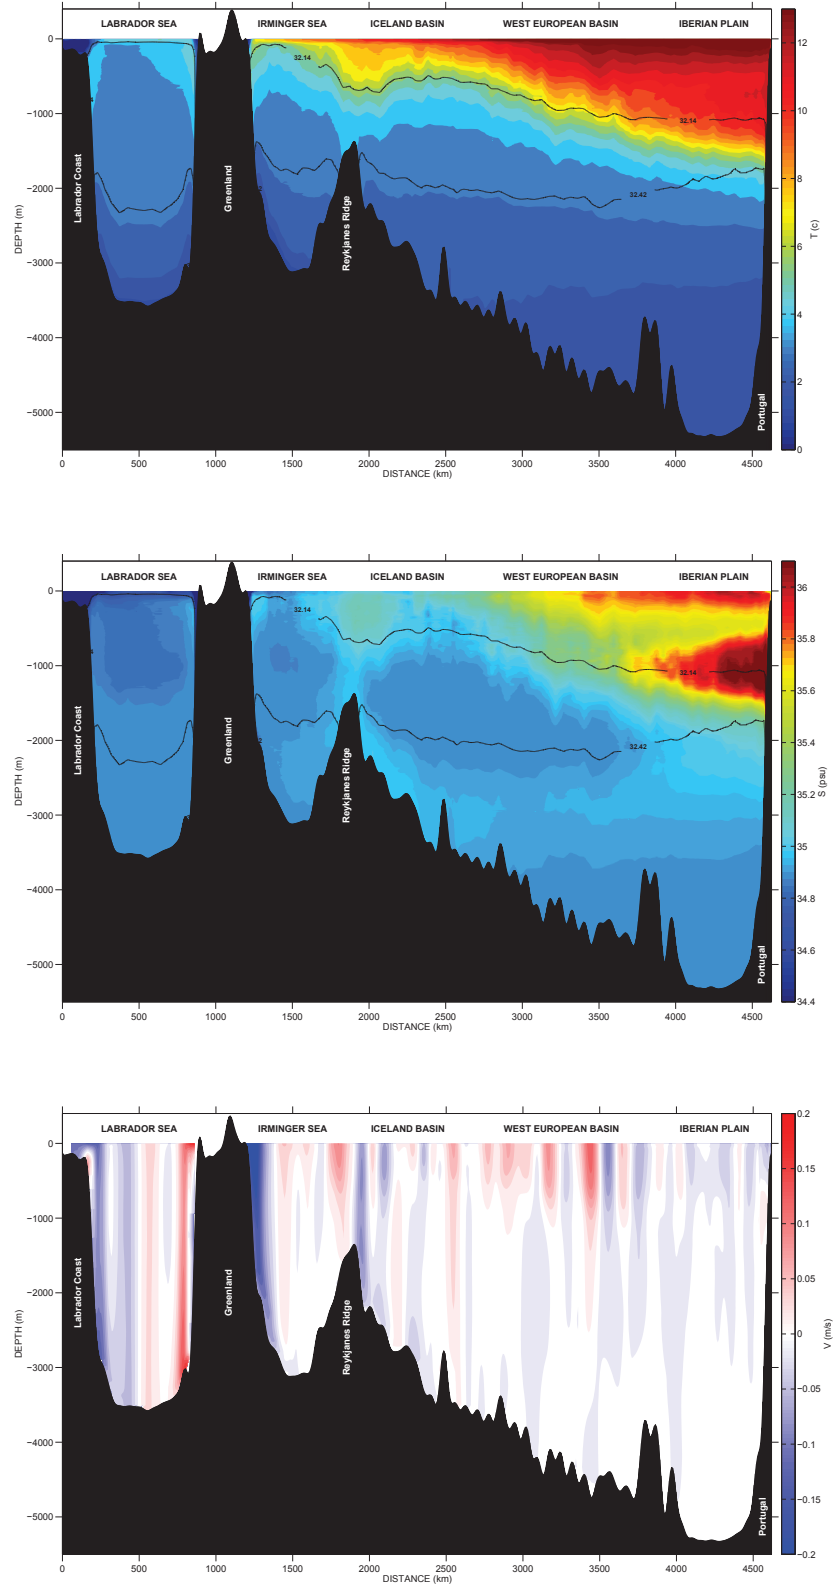 LABRADOR SEA IRMINGER SEA ICELAND BASIN WEST EUROPEAN BASIN IBERIAN PLAIN
0
−1000
−2000
−3000
−4000
−5000
DEPTH (m)
Labrador Coast
Greenland
Reykjanes Ridge
Portugal
32.14
32.14
32.42
2
0 500 1000 1500 2000 2500 3000 3500 4000 4500
DISTANCE (km)
12
10
8
6
4
2
0
T (c)
LABRADOR SEA IRMINGER SEA ICELAND BASIN WEST EUROPEAN BASIN IBERIAN PLAIN
0
−1000
−2000
−3000
−4000
−5000
DEPTH (m)
Labrador Coast
Greenland
Reykjanes Ridge
Portugal
32.14
32.14
32.42
2
0 500 1000 1500 2000 2500 3000 3500 4000 4500
DISTANCE (km)
36
35.8
35.6
35.4
35.2
35
34.8
34.6
34.4
S (psu)
LABRADOR SEA IRMINGER SEA ICELAND BASIN WEST EUROPEAN BASIN IBERIAN PLAIN
0
−1000
−2000
−3000
−4000
−5000
DEPTH (m)
Labrador Coast
Greenland
Reykjanes Ridge
Portugal
0 500 1000 1500 2000 2500 3000 3500 4000 4500
DISTANCE (km)
0.2
0.15
0.1
0.05
0
−0.05
−0.1
−0.15
−0.2
V (m/s)